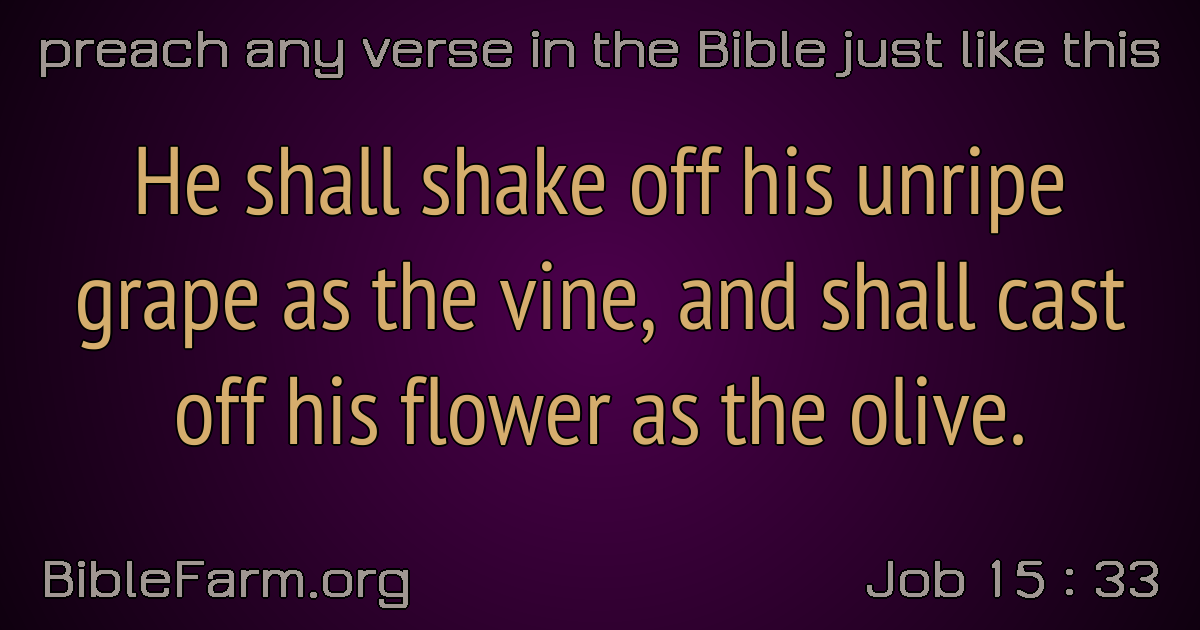 preach any verse in the Bible just like this
He shall shake off his unripe
grape as the vine, and shall cast
off his flower as the olive.
BibleFarm.org
Job 15 : 33